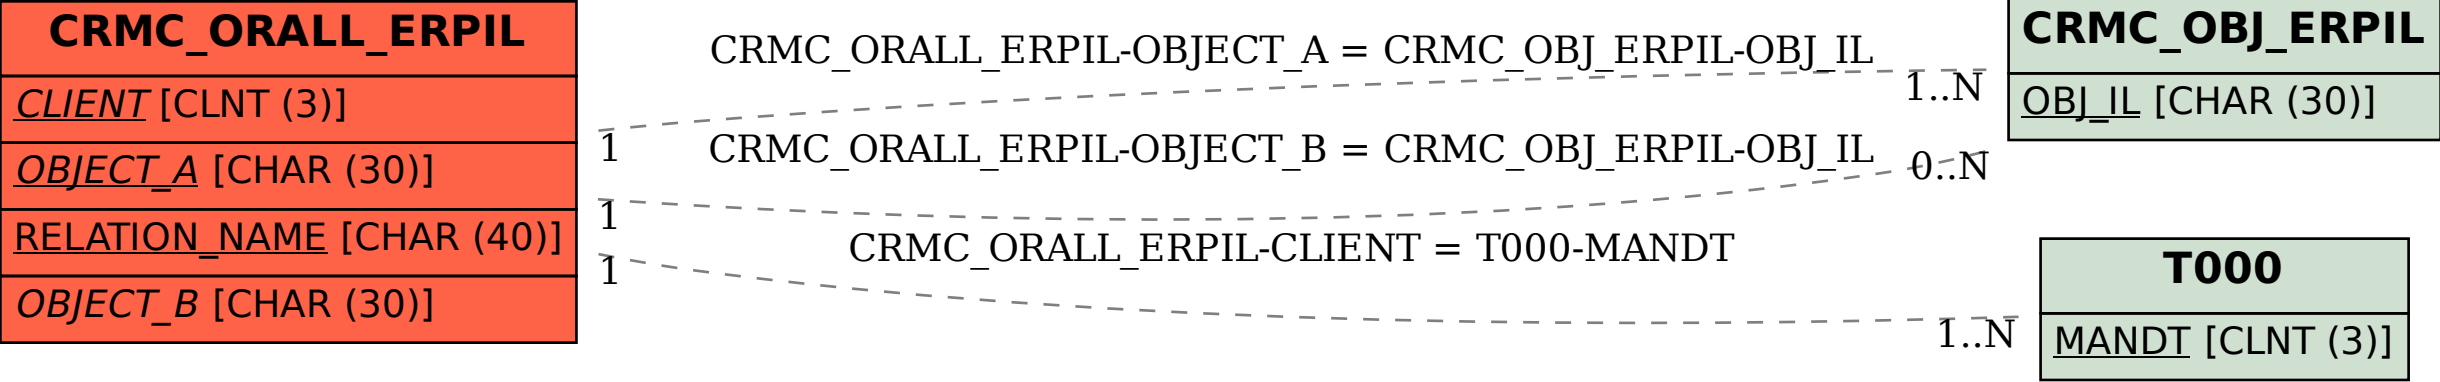 CRMC_ORALL_ERPIL
CLIENT [CLNT (3)]
OBJECT_A [CHAR (30)]
RELATION_NAME [CHAR (40)]
OBJECT_B [CHAR (30)]
CRMC_ORALL_ERPIL-OBJECT_A = CRMC_OBJ_ERPIL-OBJ_IL
1..N
1
CRMC_ORALL_ERPIL-OBJECT_B = CRMC_OBJ_ERPIL-OBJ_IL
0..N
1
CRMC_ORALL_ERPIL-CLIENT = T000-MANDT
1
1..N
CRMC_OBJ_ERPIL
OBJ_IL [CHAR (30)]
T000
MANDT [CLNT (3)]